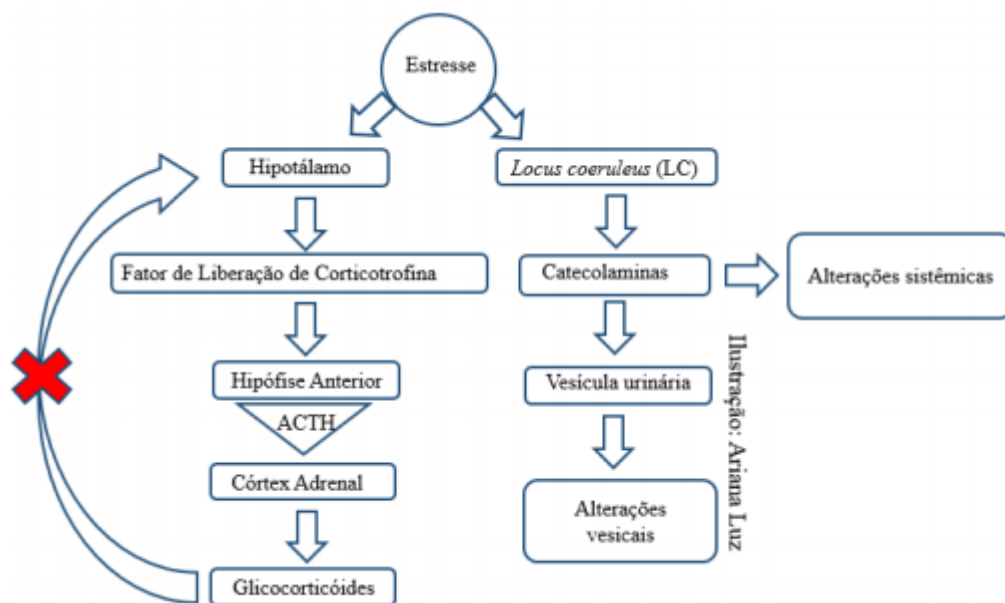 Estresse
Hipotálamo
Locus coeruleus (LC)
Fator de Liberação de Corticotrofina
Catecolaminas
Alterações sistêmicas
Hipófise Anterior
Vesícula urinária
ACTH
Córtex Adrenal
Alterações
vesicais
Glicocorticóides
Ilustração: Ariana Luz